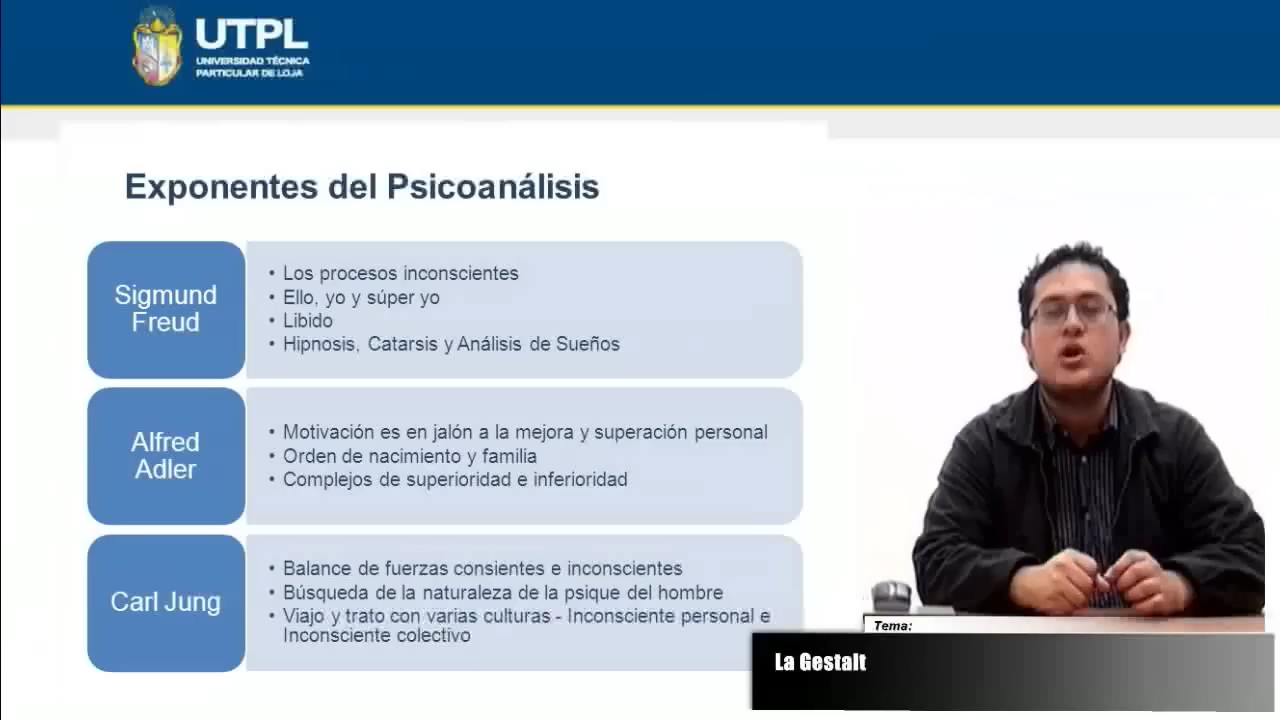 UTPL
UNIVERSIDAD TÉCNICA
PARTICULAR DE LOJA
Exponentes del Psicoanálisis
Sigmund
Freud
• Los procesos inconscientes
• Ello, yo y súper yo
• Libido
• Hipnosis, Catarsis y Análisis de Sueños
Alfred
Adler
• Motivación es en jalón a la mejora y superación personal
• Orden de nacimiento y familia
• Complejos de superioridad e inferioridad
Carl Jung
• Balance de fuerzas consientes e inconscientes
• Búsqueda de la naturaleza de la psique del hombre
• Viajo y trato con varias culturas - Inconsciente personal e
Inconsciente colectivo
Tema:
La Gestalt